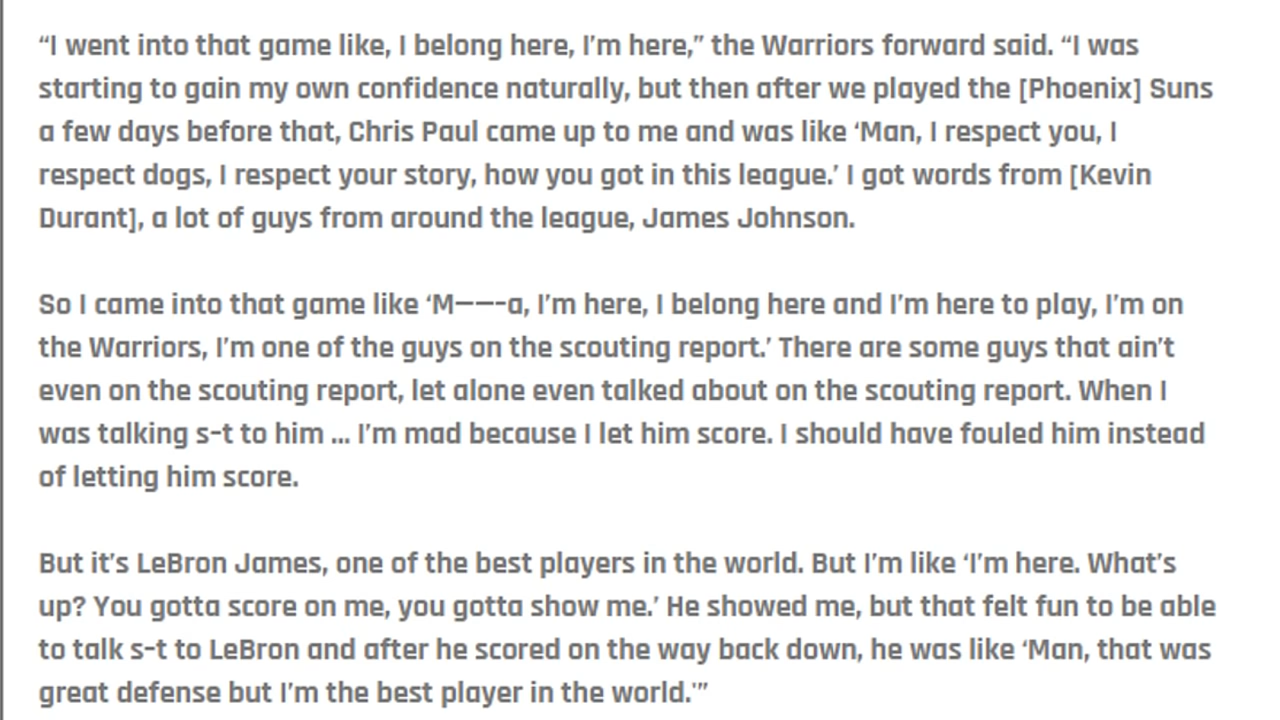 “I went into that game like, I belong here, I’m here,” the Warriors forward said. “I was
starting to gain my own confidence naturally, but then after we played the [Phoenix] Suns
a few days before that, Chris Paul came up to me and was like ‘Man, I respect you, I
respect dogs, I respect your story, how you got in this league.’ I got words from [Kevin
Durant], a lot of guys from around the league, James Johnson.
So I came into that game like ‘M——-a, I’m here, I belong here and I’m here to play, I’m on
the Warriors, I’m one of the guys on the scouting report.’ There are some guys that ain’t
even on the scouting report, let alone even talked about on the scouting report. When I
was talking s–t to him … I’m mad because I let him score. I should have fouled him instead
of letting him score.
But it’s LeBron James, one of the best players in the world. But I’m like ‘I’m here. What’s
up? You gotta score on me, you gotta show me.’ He showed me, but that felt fun to be able
to talk s–t to LeBron and after he scored on the way back down, he was like ‘Man, that was
great defense but I’m the best player in the world.'”